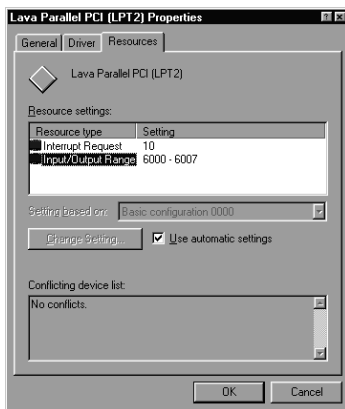 Lava Parallel PCI (LPT2) Properties
General Driver Resources
Lava Parallel PCI (LPT2)
Resource settings:
Resource type Setting
Interrupt Request 10
Input/Output Range 6000 - 6007
Setting based on: Basic configuration 0000
Change Setting... Use automatic settings
Conflicting device list:
No conflicts.
OK Cancel